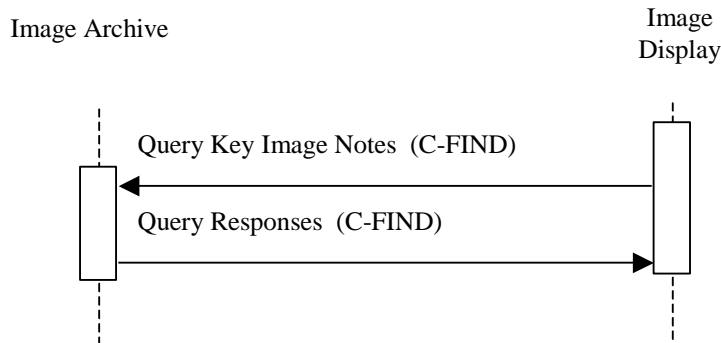 Image Archive
Image
Display
Query Key Image Notes (C-FIND)
Query Responses (C-FIND)